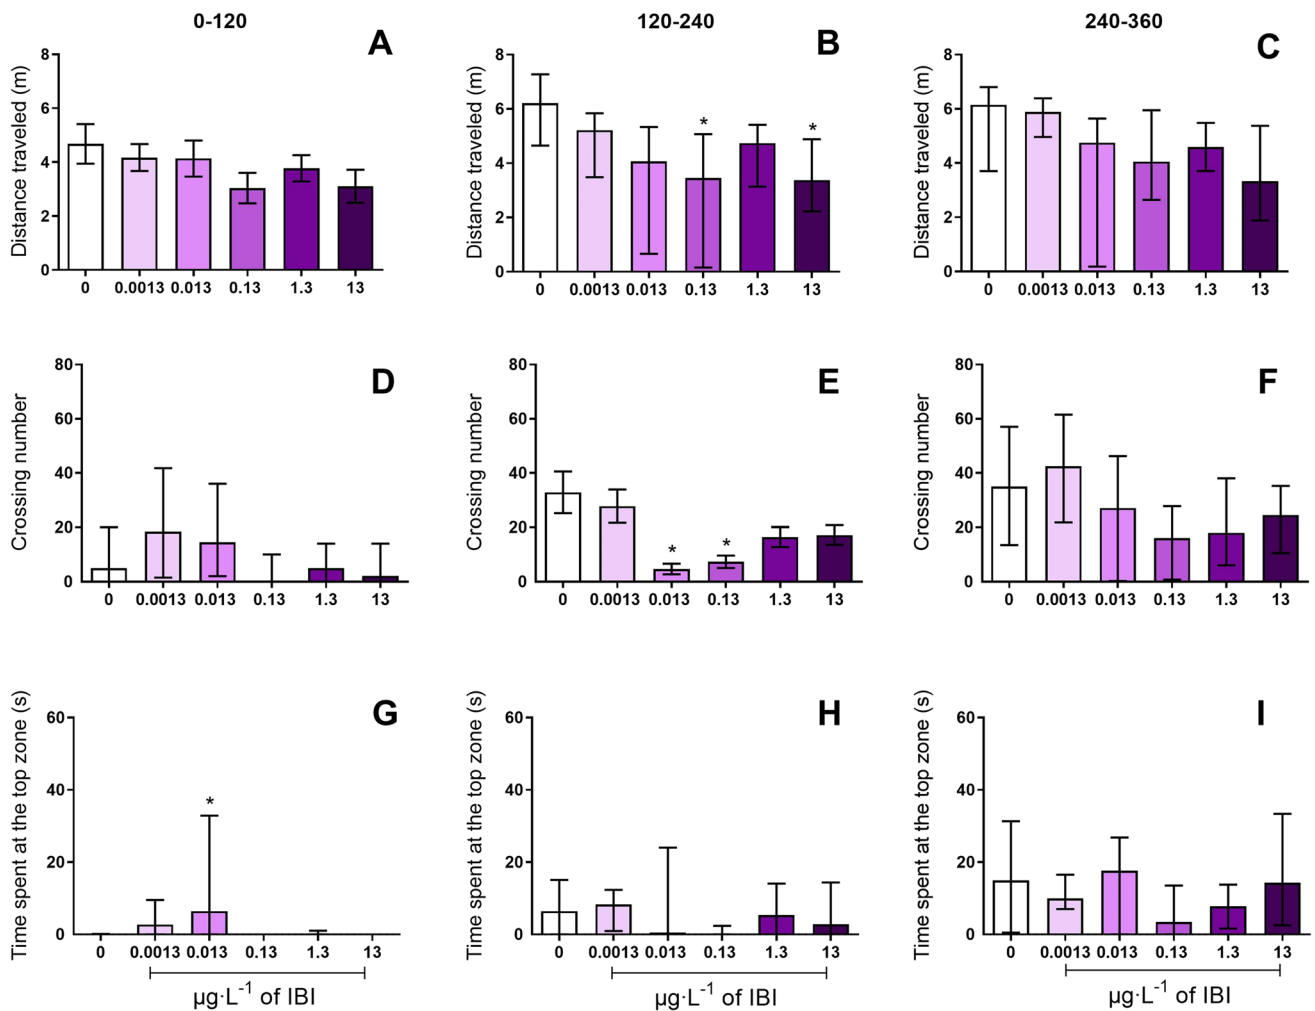 0-120
120-240
240-360
A
B
C
Distance traveled (m)
8
6
4
2
0
0 0.0013 0.013 0.13 1.3 13
Distance traveled (m)
8
6
4
2
0
* *
0 0.0013 0.013 0.13 1.3 13
Distance traveled (m)
8
6
4
2
0
0 0.0013 0.013 0.13 1.3 13
D
E
F
Crossing number
80
60
40
20
0
0 0.0013 0.013 0.13 1.3 13
Crossing number
80
60
40
20
0
* *
0 0.0013 0.013 0.13 1.3 13
Crossing number
80
60
40
20
0
0 0.0013 0.013 0.13 1.3 13
G
H
I
Time spent at the top zone (s)
60
40
20
0
*
0 0.0013 0.013 0.13 1.3 13
µg·L⁻¹ of IBI
Time spent at the top zone (s)
60
40
20
0
0 0.0013 0.013 0.13 1.3 13
µg·L⁻¹ of IBI
Time spent at the top zone (s)
60
40
20
0
0 0.0013 0.013 0.13 1.3 13
µg·L⁻¹ of IBI